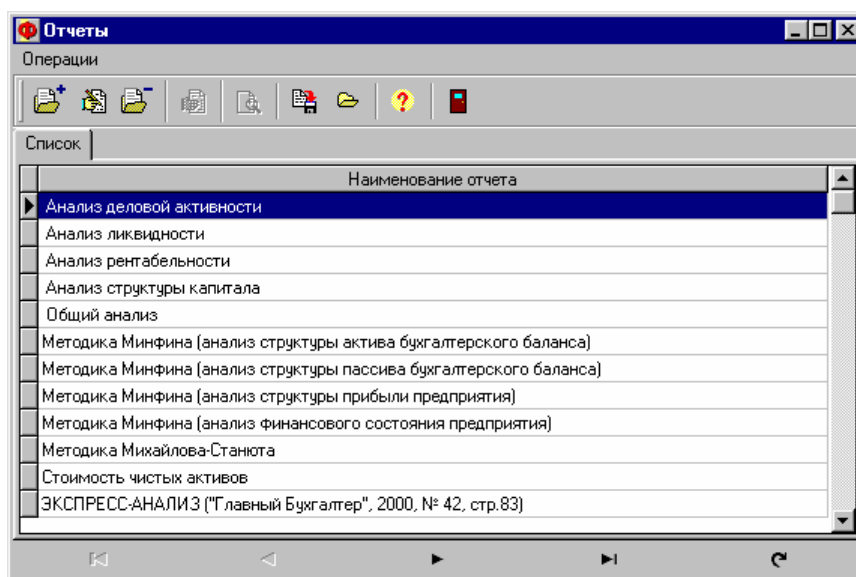 Отчеты
Операции
Список
Наименование отчета
Анализ деловой активности
Анализ ликвидности
Анализ рентабельности
Анализ структуры капитала
Общий анализ
Методика Минфина (анализ структуры актива бухгалтерского баланса)
Методика Минфина (анализ структуры пассива бухгалтерского баланса)
Методика Минфина (анализ структуры прибыли предприятия)
Методика Минфина (анализ финансового состояния предприятия)
Методика Михайлова-Станюта
Стоимость чистых активов
ЭКСПРЕСС-АНАЛИЗ ("Главный Бухгалтер", 2000, № 42, стр.83)